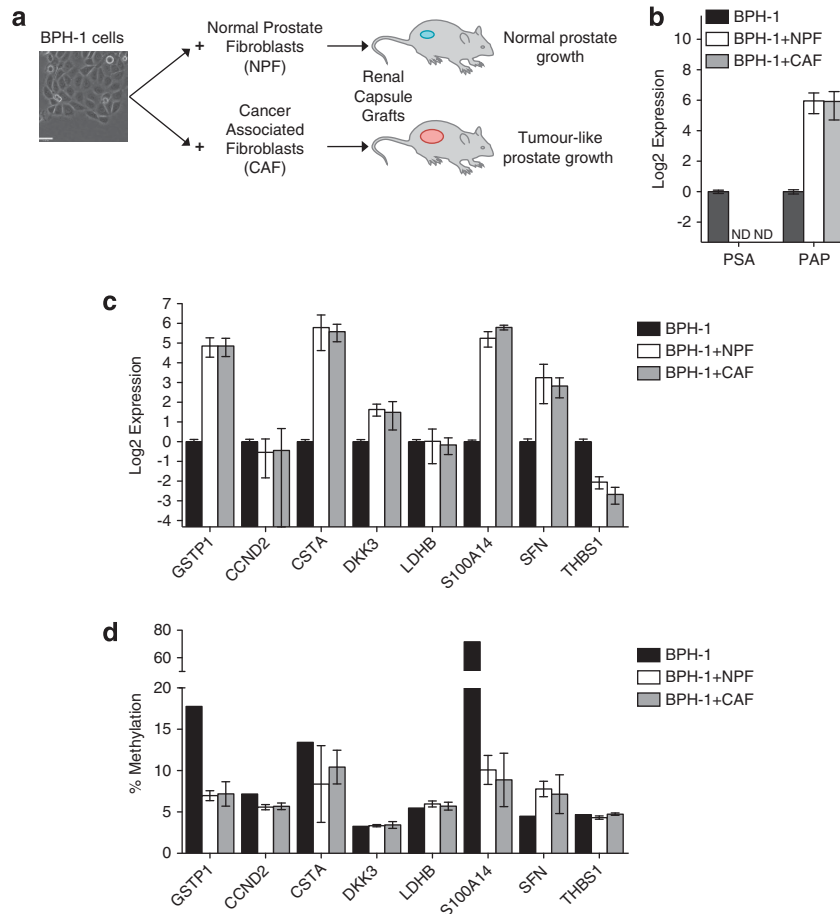 a
BPH-1 cells
+
Normal Prostate
Fibroblasts
(NPF)
Normal prostate
growth
Renal
Capsule
Grafts
+
Cancer
Associated
Fibroblasts
(CAF)
Tumour-like
prostate growth
b
BPH-1
BPH-1+NPF
BPH-1+CAF
Log2 Expression
10
8
6
4
2
0
-2
ND ND
PSA
PAP
c
Log2 Expression
7
6
5
4
3
2
1
0
-1
-2
-3
-4
BPH-1
BPH-1+NPF
BPH-1+CAF
GSTP1
CCND2
CSTA
DKK3
LDHB
S100A14
SFN
THBS1
d
% Methylation
80
60
20
15
10
5
0
BPH-1
BPH-1+NPF
BPH-1+CAF
GSTP1
CCND2
CSTA
DKK3
LDHB
S100A14
SFN
THBS1